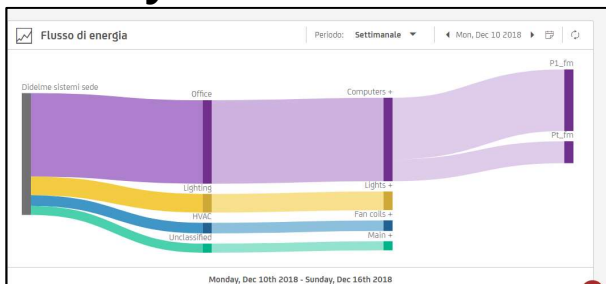 Flusso di energia
Periodo: Settimanale
Mon, Dec 10 2018
P1_fm
Didelme sistemi sede
Office
Computers +
Pt_fm
Lighting
Lights +
HVAC
Fan coils +
Unclassified
Main +
Monday, Dec 10th 2018 - Sunday, Dec 16th 2018